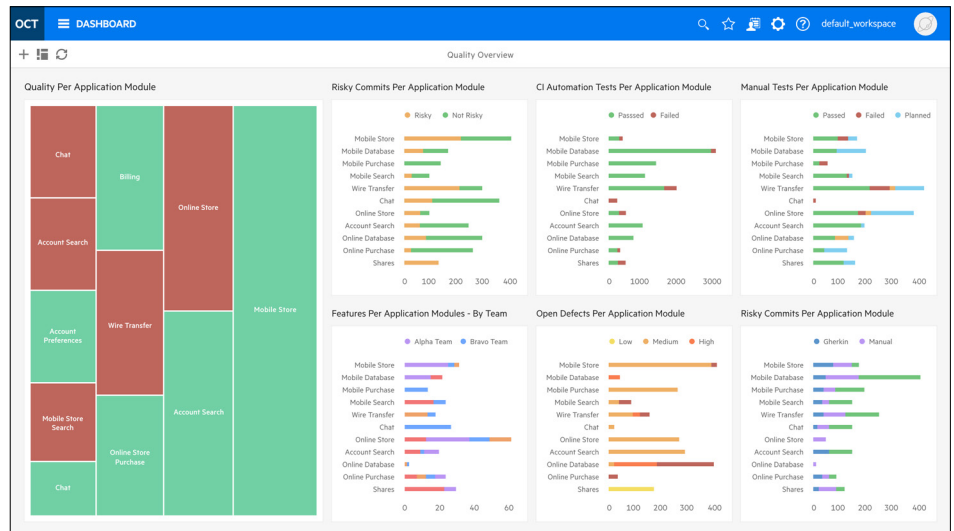 OCT DASHBOARD default_workspace
Quality Overview
Quality Per Application Module
Chat
Account Search
Account
Preferences
Mobile Store
Search
Chat
Billing
Wire Transfer
Online Store
Purchase
Online Store
Account Search
Mobile Store
Risky Commits Per Application Module
Risky Not Risky
Mobile Store
Mobile Database
Mobile Purchase
Mobile Search
Wire Transfer
Chat
Online Store
Account Search
Online Database
Online Purchase
Shares
0 100 200 300 400
CI Automation Tests Per Application Module
Passsed Failed
Mobile Store
Mobile Database
Mobile Purchase
Mobile Search
Wire Transfer
Chat
Online Store
Account Search
Online Database
Online Purchase
Shares
0 1000 2000 3000
Manual Tests Per Application Module
Passed Failed Planned
Mobile Store
Mobile Database
Mobile Purchase
Mobile Search
Wire Transfer
Chat
Online Store
Account Search
Online Database
Online Purchase
Shares
0 100 200 300 400
Features Per Application Modules - By Team
Alpha Team Bravo Team
Mobile Store
Mobile Database
Mobile Purchase
Mobile Search
Wire Transfer
Chat
Online Store
Account Search
Online Database
Online Purchase
Shares
0 20 40 60
Open Defects Per Application Module
Low Medium High
Mobile Store
Mobile Database
Mobile Purchase
Mobile Search
Wire Transfer
Chat
Online Store
Account Search
Online Database
Online Purchase
Shares
0 100 200 300 400
Risky Commits Per Application Module
Gherkin Manual
Mobile Store
Mobile Database
Mobile Purchase
Mobile Search
Wire Transfer
Chat
Online Store
Account Search
Online Database
Online Purchase
Shares
0 100 200 300 400